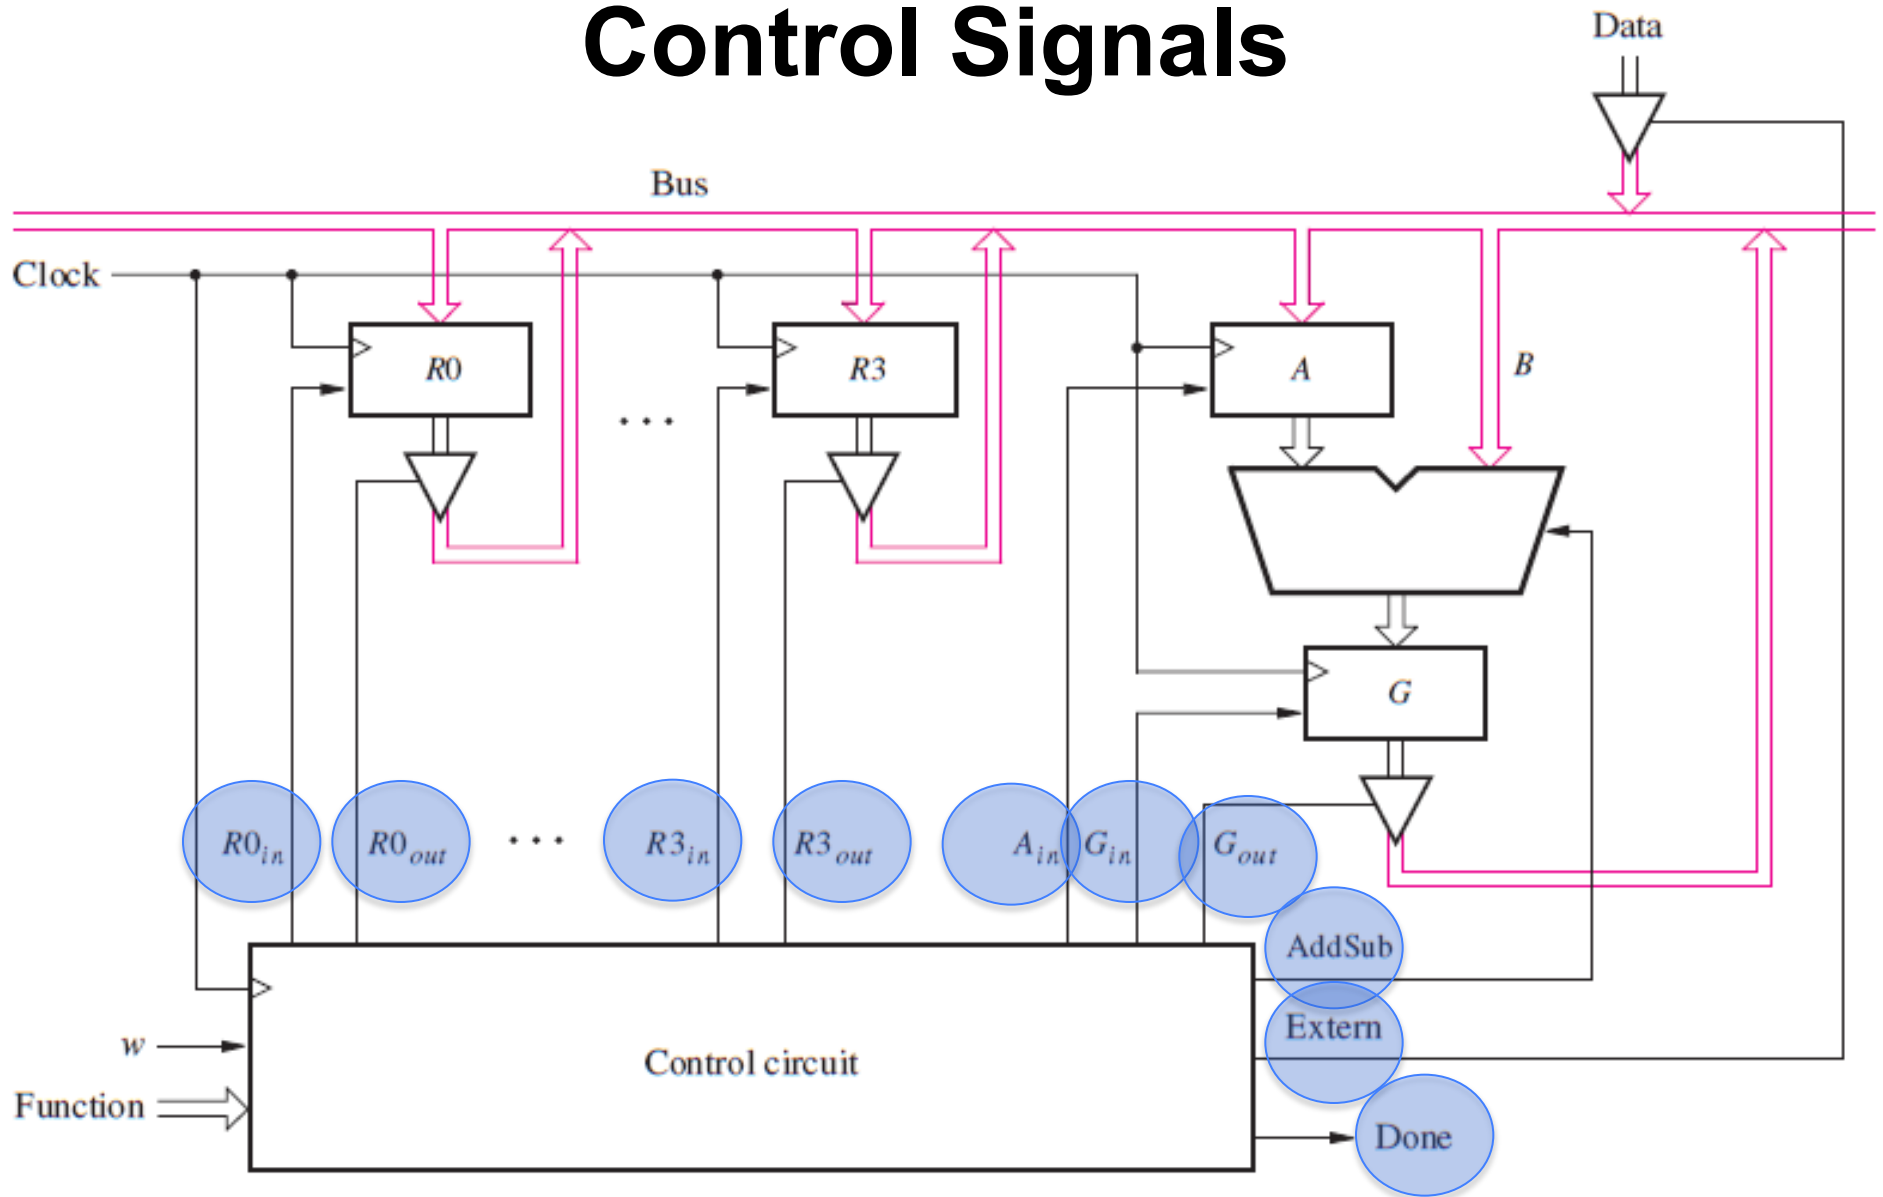 Control Signals
Data
Bus
Clock
R0
R3
A
B
...
G
R0in
R0out
...
R3in
R3out
Ain
Gin
Gout
AddSub
Extern
w
Control circuit
Function
Done